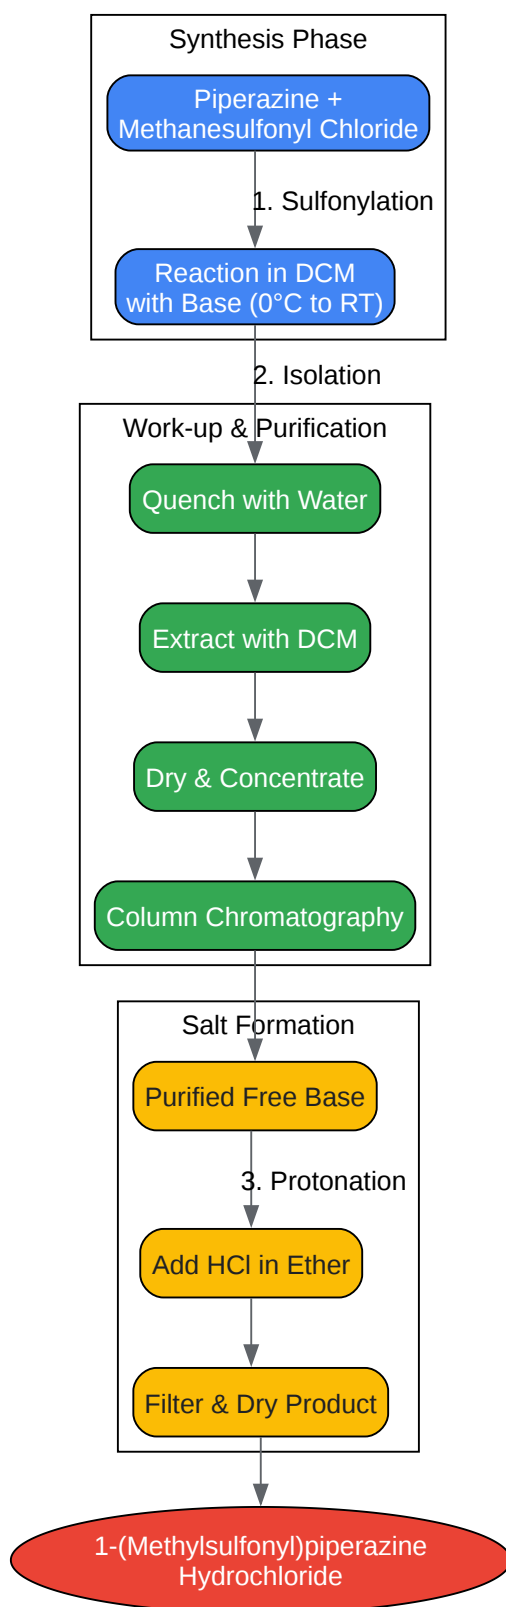 Synthesis Phase
Piperazine +
Methanesulfonyl Chloride
1. Sulfonylation
Reaction in DCM
with Base (0°C to RT)
2. Isolation
Work-up & Purification
Quench with Water
Extract with DCM
Dry & Concentrate
Column Chromatography
Salt Formation
Purified Free Base
3. Protonation
Add HCl in Ether
Filter & Dry Product
1-(Methylsulfonyl)piperazine
Hydrochloride